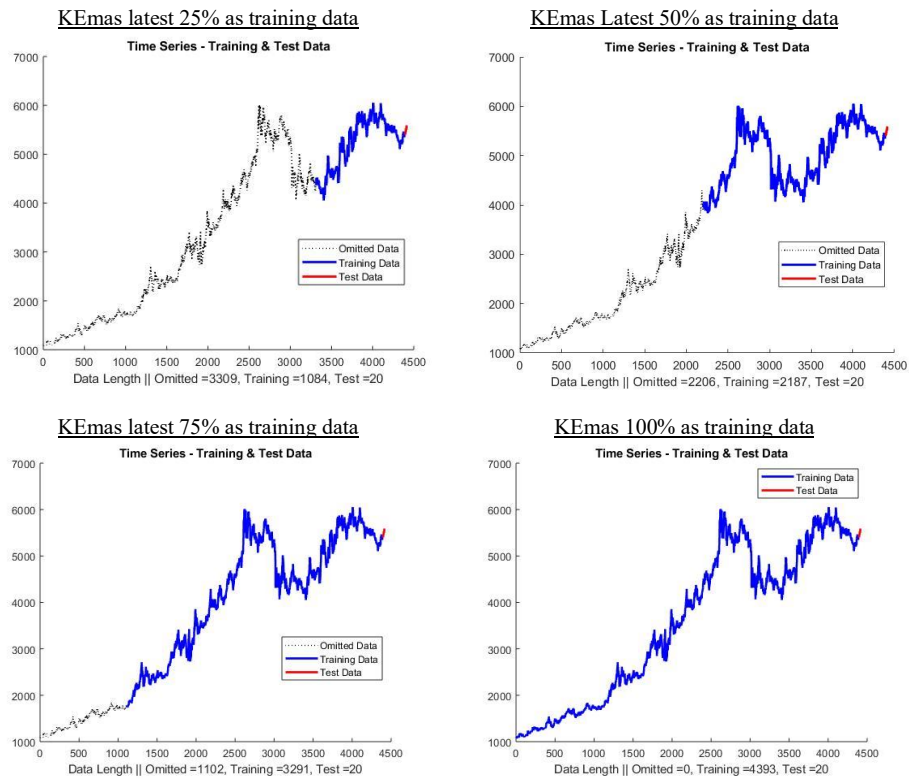 KEmas latest 25% as training data
Time Series - Training & Test Data
7000
6000
5000
4000
3000
2000
1000
Omitted Data
Training Data
Test Data
0 500 1000 1500 2000 2500 3000 3500 4000 4500
Data Length || Omitted =3309, Training =1084, Test =20
KEmas Latest 50% as training data
Time Series - Training & Test Data
7000
6000
5000
4000
3000
2000
1000
Omitted Data
Training Data
Test Data
0 500 1000 1500 2000 2500 3000 3500 4000 4500
Data Length || Omitted =2206, Training =2187, Test =20
KEmas latest 75% as training data
Time Series - Training & Test Data
7000
6000
5000
4000
3000
2000
1000
Omitted Data
Training Data
Test Data
0 500 1000 1500 2000 2500 3000 3500 4000 4500
Data Length || Omitted =1102, Training =3291, Test =20
KEmas 100% as training data
Time Series - Training & Test Data
7000
6000
5000
4000
3000
2000
1000
Training Data
Test Data
0 500 1000 1500 2000 2500 3000 3500 4000 4500
Data Length || Omitted =0, Training =4393, Test =20